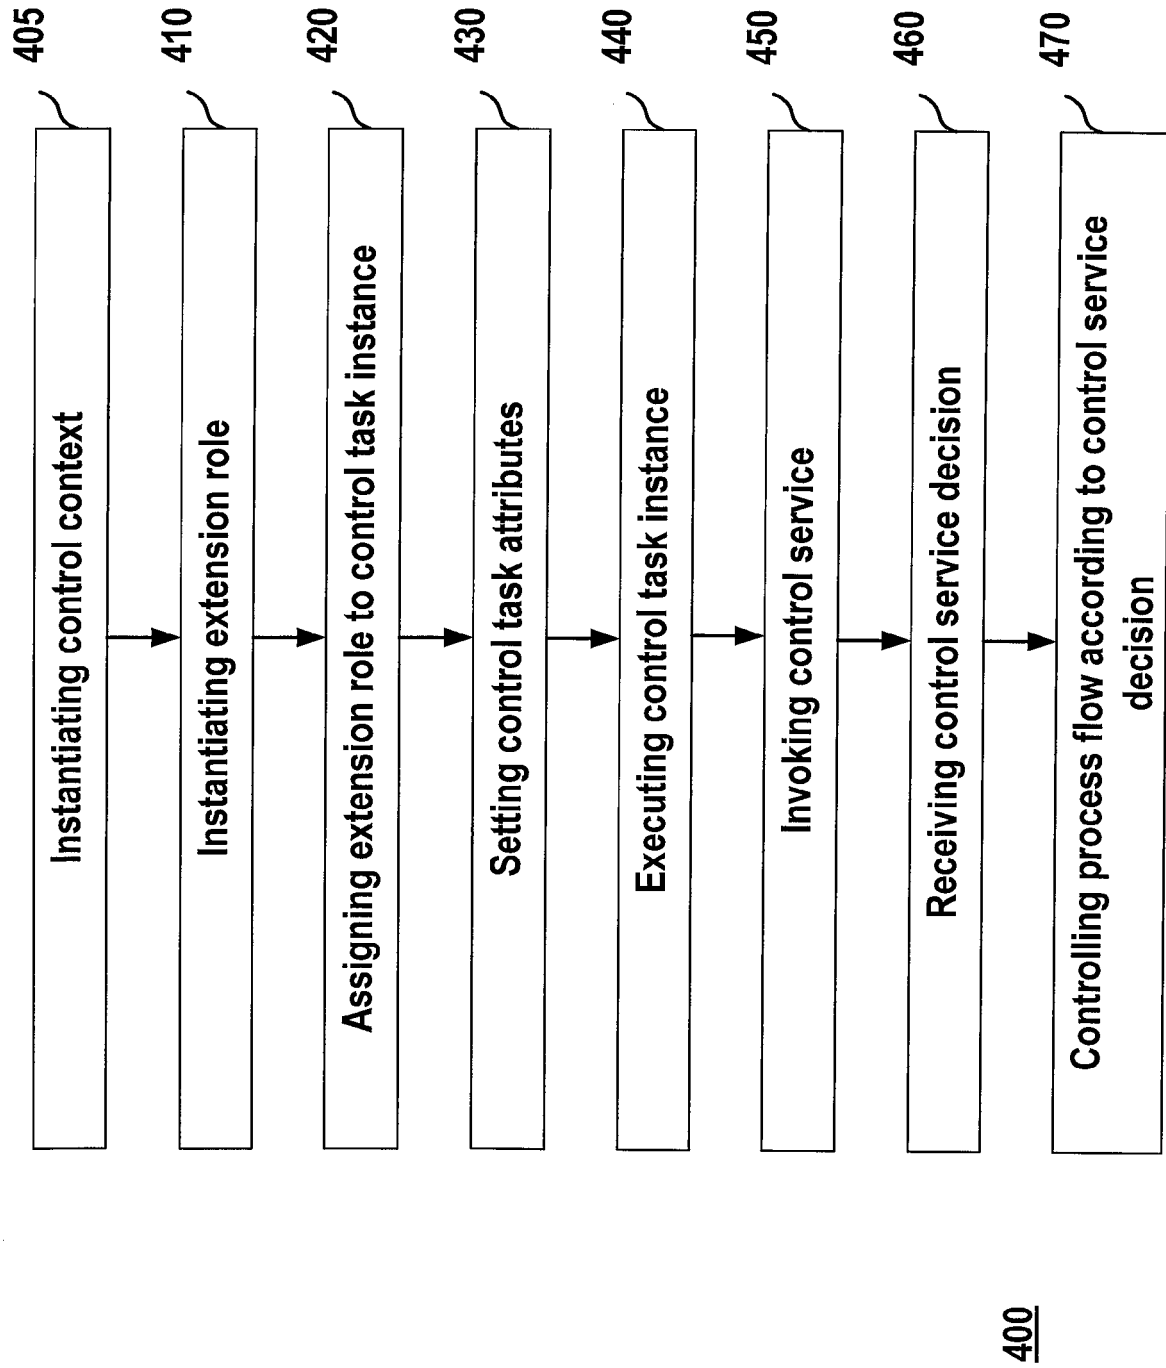 405
Instantiating control context
410
Instantiating extension role
420
Assigning extension role to control task instance
430
Setting control task attributes
440
Executing control task instance
450
Invoking control service
460
Receiving control service decision
470
Controlling process flow according to control service
decision
400